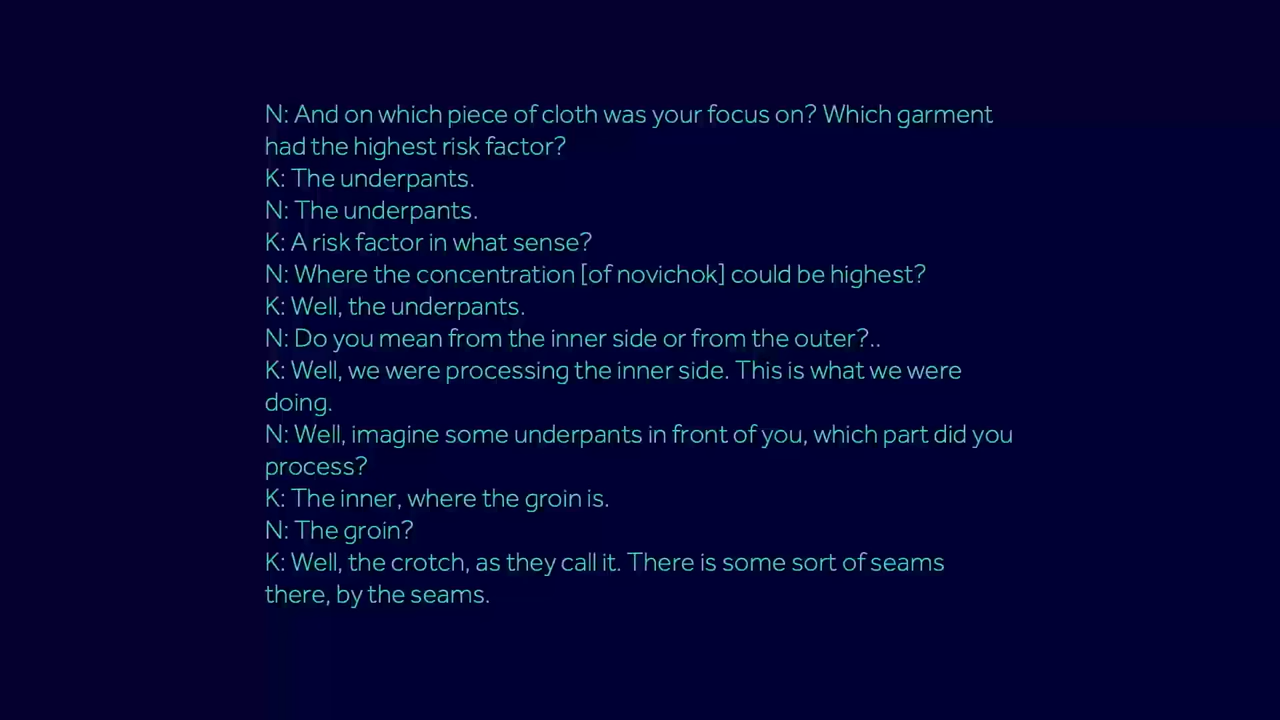 N: And on which piece of cloth was your focus on? Which garment
had the highest risk factor?
K: The underpants.
N: The underpants.
K: A risk factor in what sense?
N: Where the concentration [of novichok] could be highest?
K: Well, the underpants.
N: Do you mean from the inner side or from the outer?..
K: Well, we were processing the inner side. This is what we were
doing.
N: Well, imagine some underpants in front of you, which part did you
process?
K: The inner, where the groin is.
N: The groin?
K: Well, the crotch, as they call it. There is some sort of seams
there, by the seams.